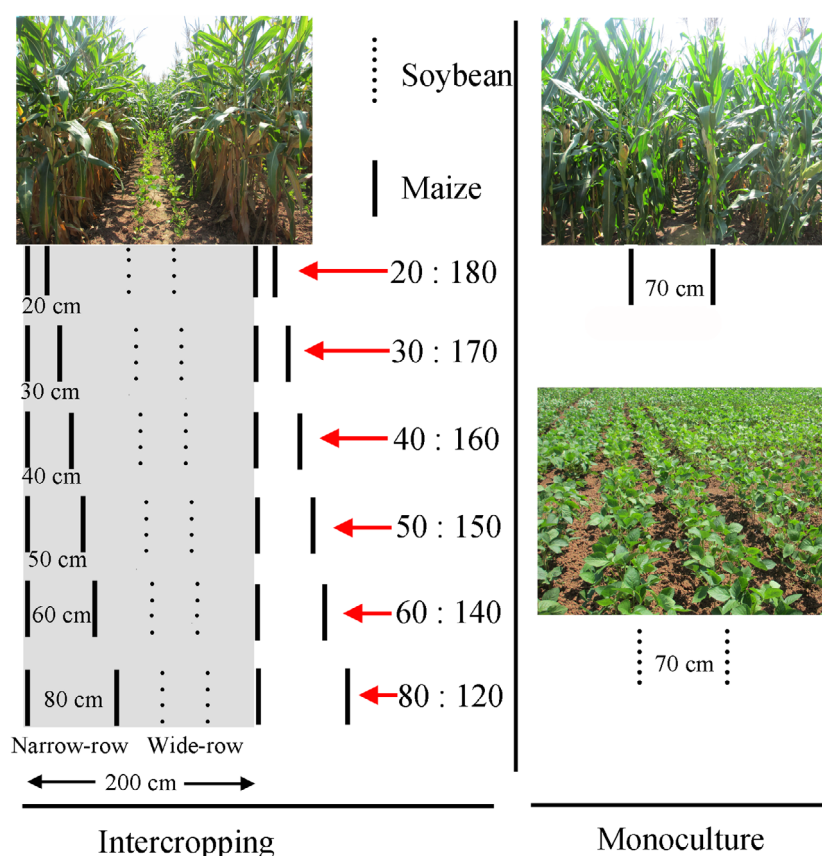 Soybean
Maize
20 : 180
20 cm
30 : 170
30 cm
40 : 160
40 cm
50 : 150
50 cm
60 cm
60 : 140
80 cm
80 : 120
Narrow-row Wide-row
200 cm
Intercropping
70 cm
70 cm
Monoculture